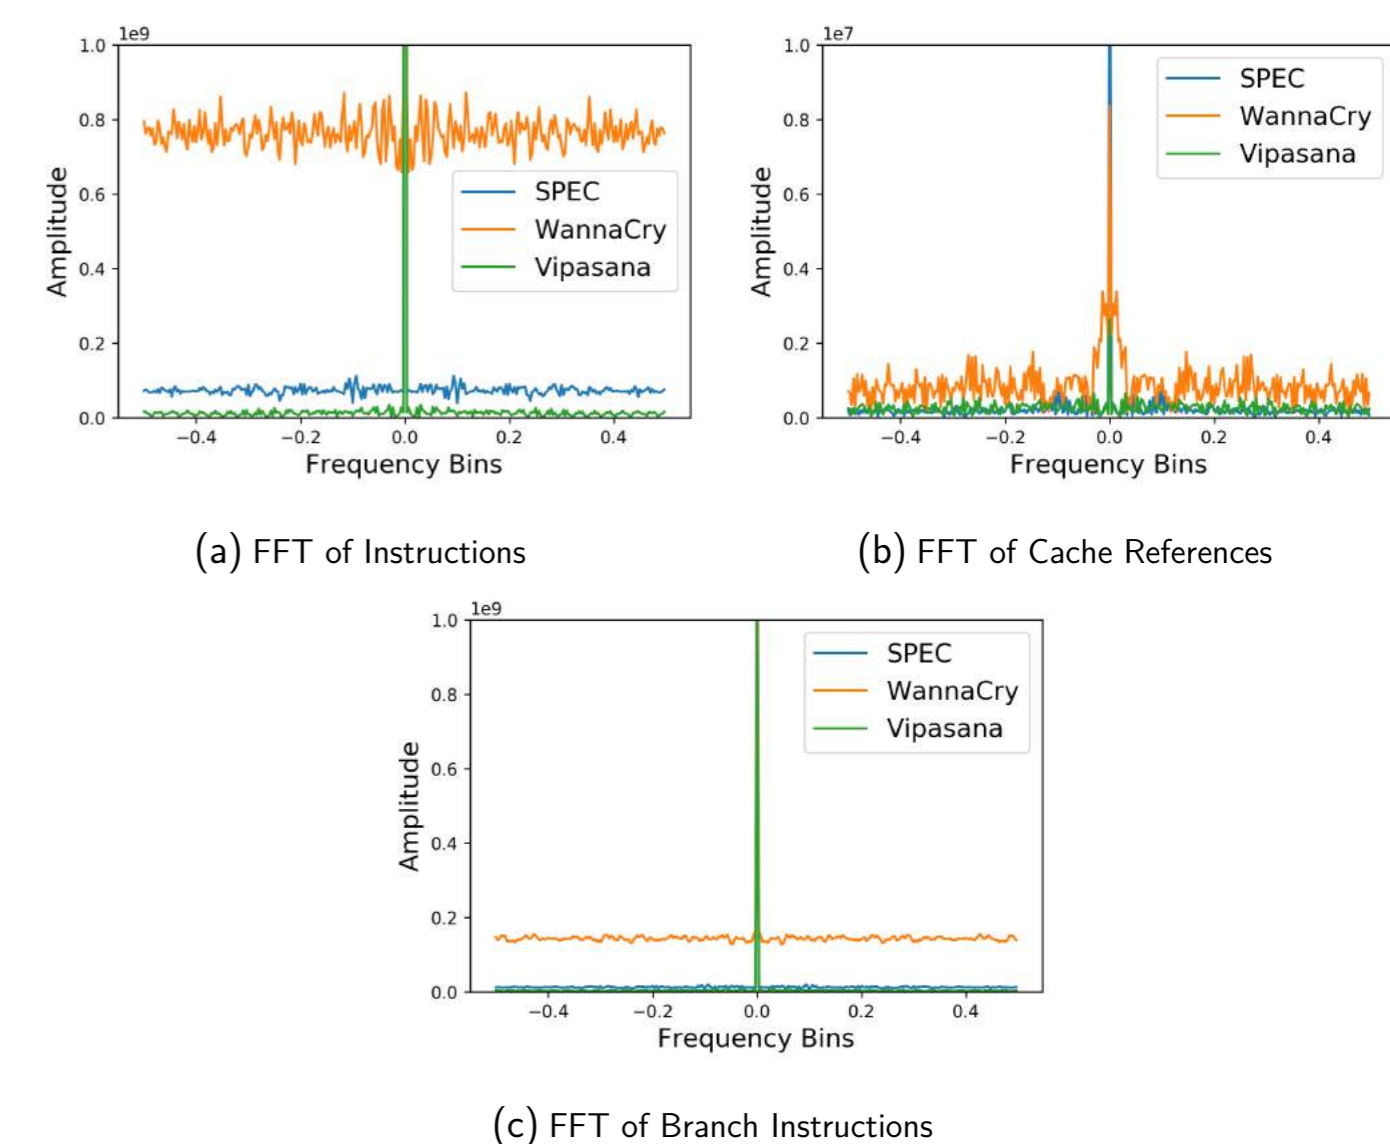 1e9
1.0
0.8
0.6
0.4
0.2
0.0
Amplitude
SPEC
WannaCry
Vipasana
−0.4 −0.2 0.0 0.2 0.4
Frequency Bins
(a) FFT of Instructions
1e7
1.0
0.8
0.6
0.4
0.2
0.0
Amplitude
SPEC
WannaCry
Vipasana
−0.4 −0.2 0.0 0.2 0.4
Frequency Bins
(b) FFT of Cache References
1e9
1.0
0.8
0.6
0.4
0.2
0.0
Amplitude
SPEC
WannaCry
Vipasana
−0.4 −0.2 0.0 0.2 0.4
Frequency Bins
(c) FFT of Branch Instructions